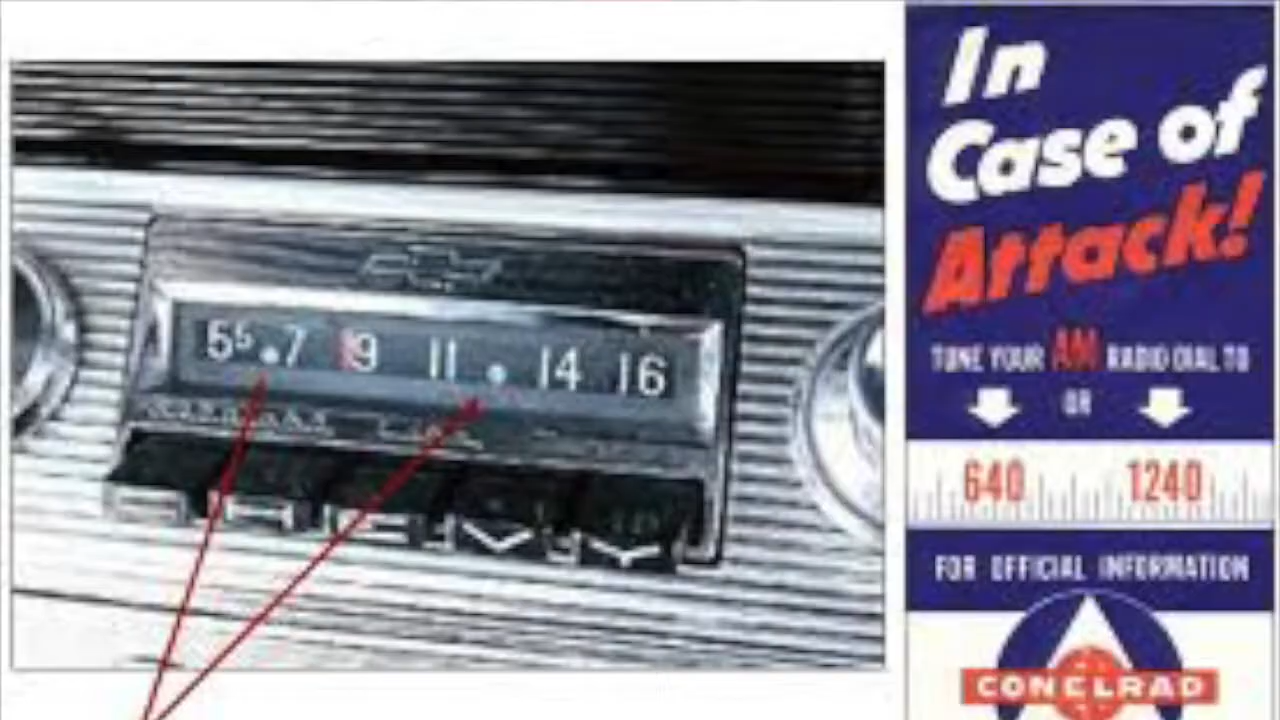 5⁵ 7 9 11 14 16
In
Case of
Attack!
TUNE YOUR AM RADIO DIAL TO
OR
640 1240
FOR OFFICIAL INFORMATION
CONELRAD